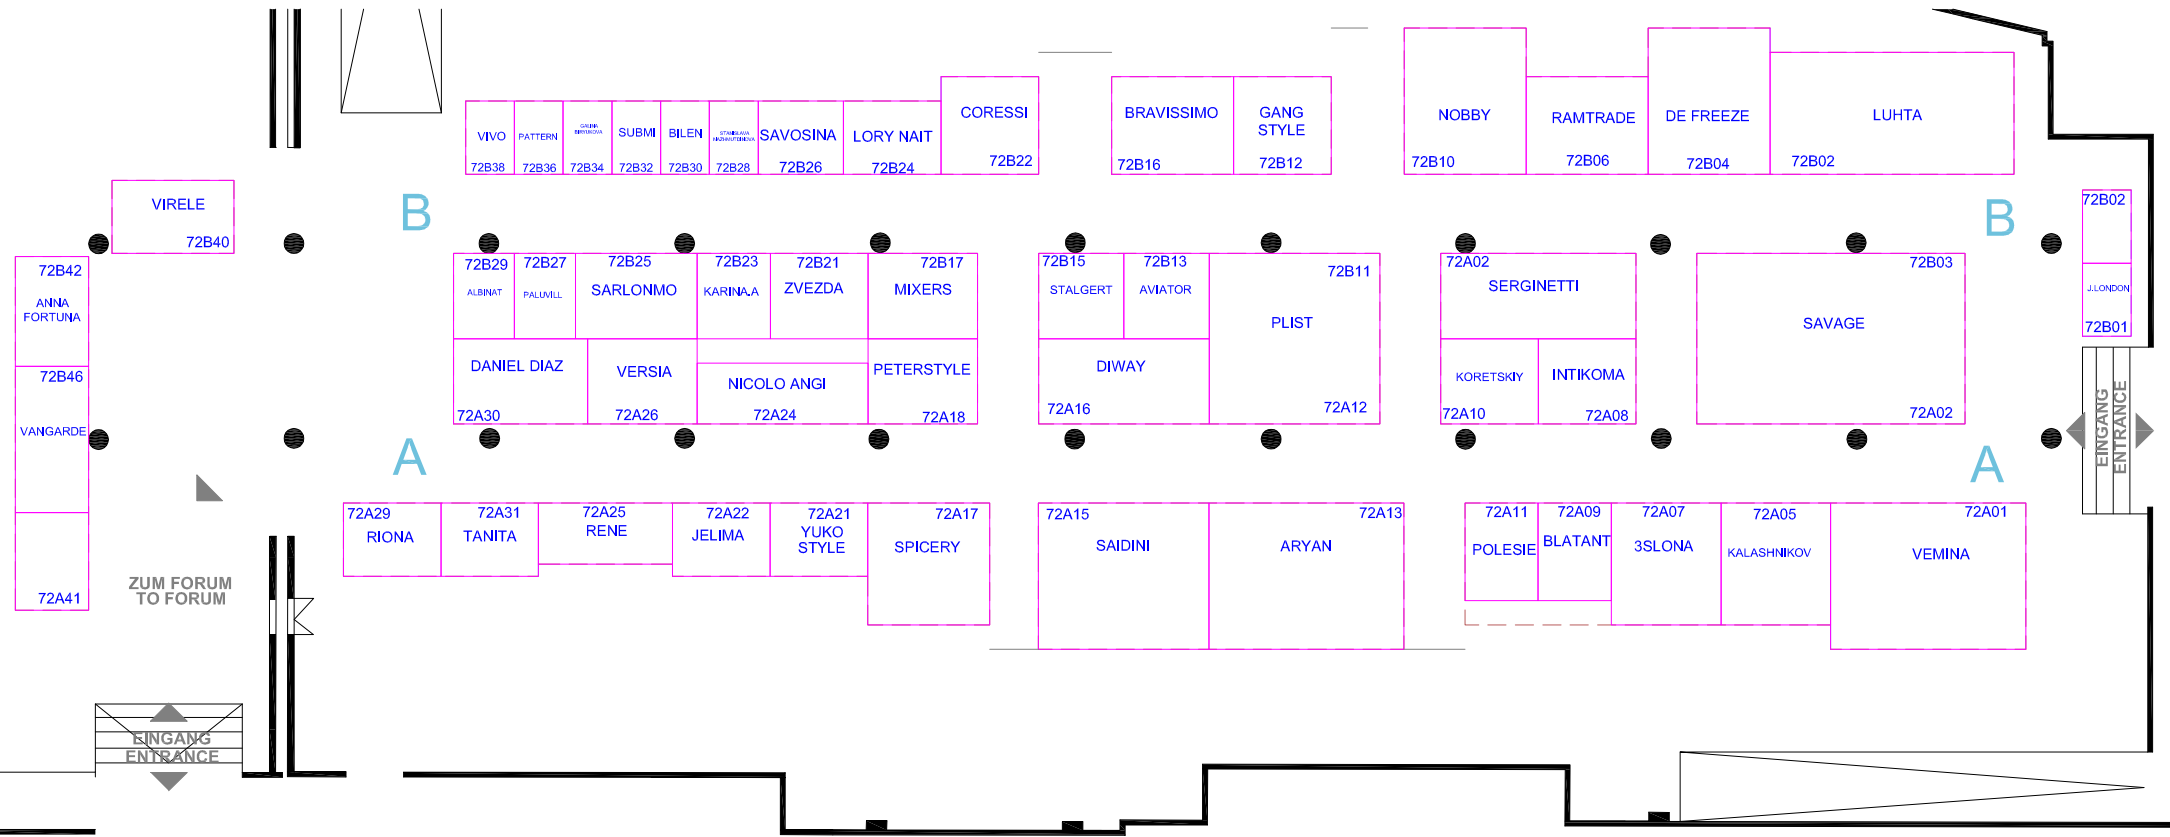 VIVO
72B38
PATTERN
72B36
GALINA
BIRYUKOVA
72B34
SUBMI
72B32
BILEN
72B30
STANISLAVA
72B28
SAVOSINA
72B26
LORY NAIT
72B24
CORESSI
72B22
BRAVISSIMO
72B16
GANG
STYLE
72B12
NOBBY
72B10
RAMTRADE
72B06
DE FREEZE
72B04
LUHTA
72B02
VIRELE
72B40
B
B
72B02
J.LONDON
72B01
72B42
ANNA
FORTUNA
72B46
VANGARDE
72A41
72B29
ALBINAT
72B27
PALUVILL
72B25
SARLONMO
72B23
KARINA.A
72B21
ZVEZDA
72B17
MIXERS
DANIEL DIAZ
72A30
VERSIA
72A26
NICOLO ANGI
72A24
PETERSTYLE
72A18
72B15
STALGERT
72B13
AVIATOR
72B11
PLIST
72A12
DIWAY
72A16
72A02
SERGINETTI
KORETSKIY
72A10
INTIKOMA
72A08
72B03
SAVAGE
72A02
EINGANG
ENTRANCE
A
A
72A29
RIONA
72A31
TANITA
72A25
RENE
72A22
JELIMA
72A21
YUKO
STYLE
72A17
SPICERY
72A15
SAIDINI
72A13
ARYAN
72A11
POLESIE
72A09
BLATANT
72A07
3SLONA
72A05
KALASHNIKOV
72A01
VEMINA
ZUM FORUM
TO FORUM
EINGANG
ENTRANCE